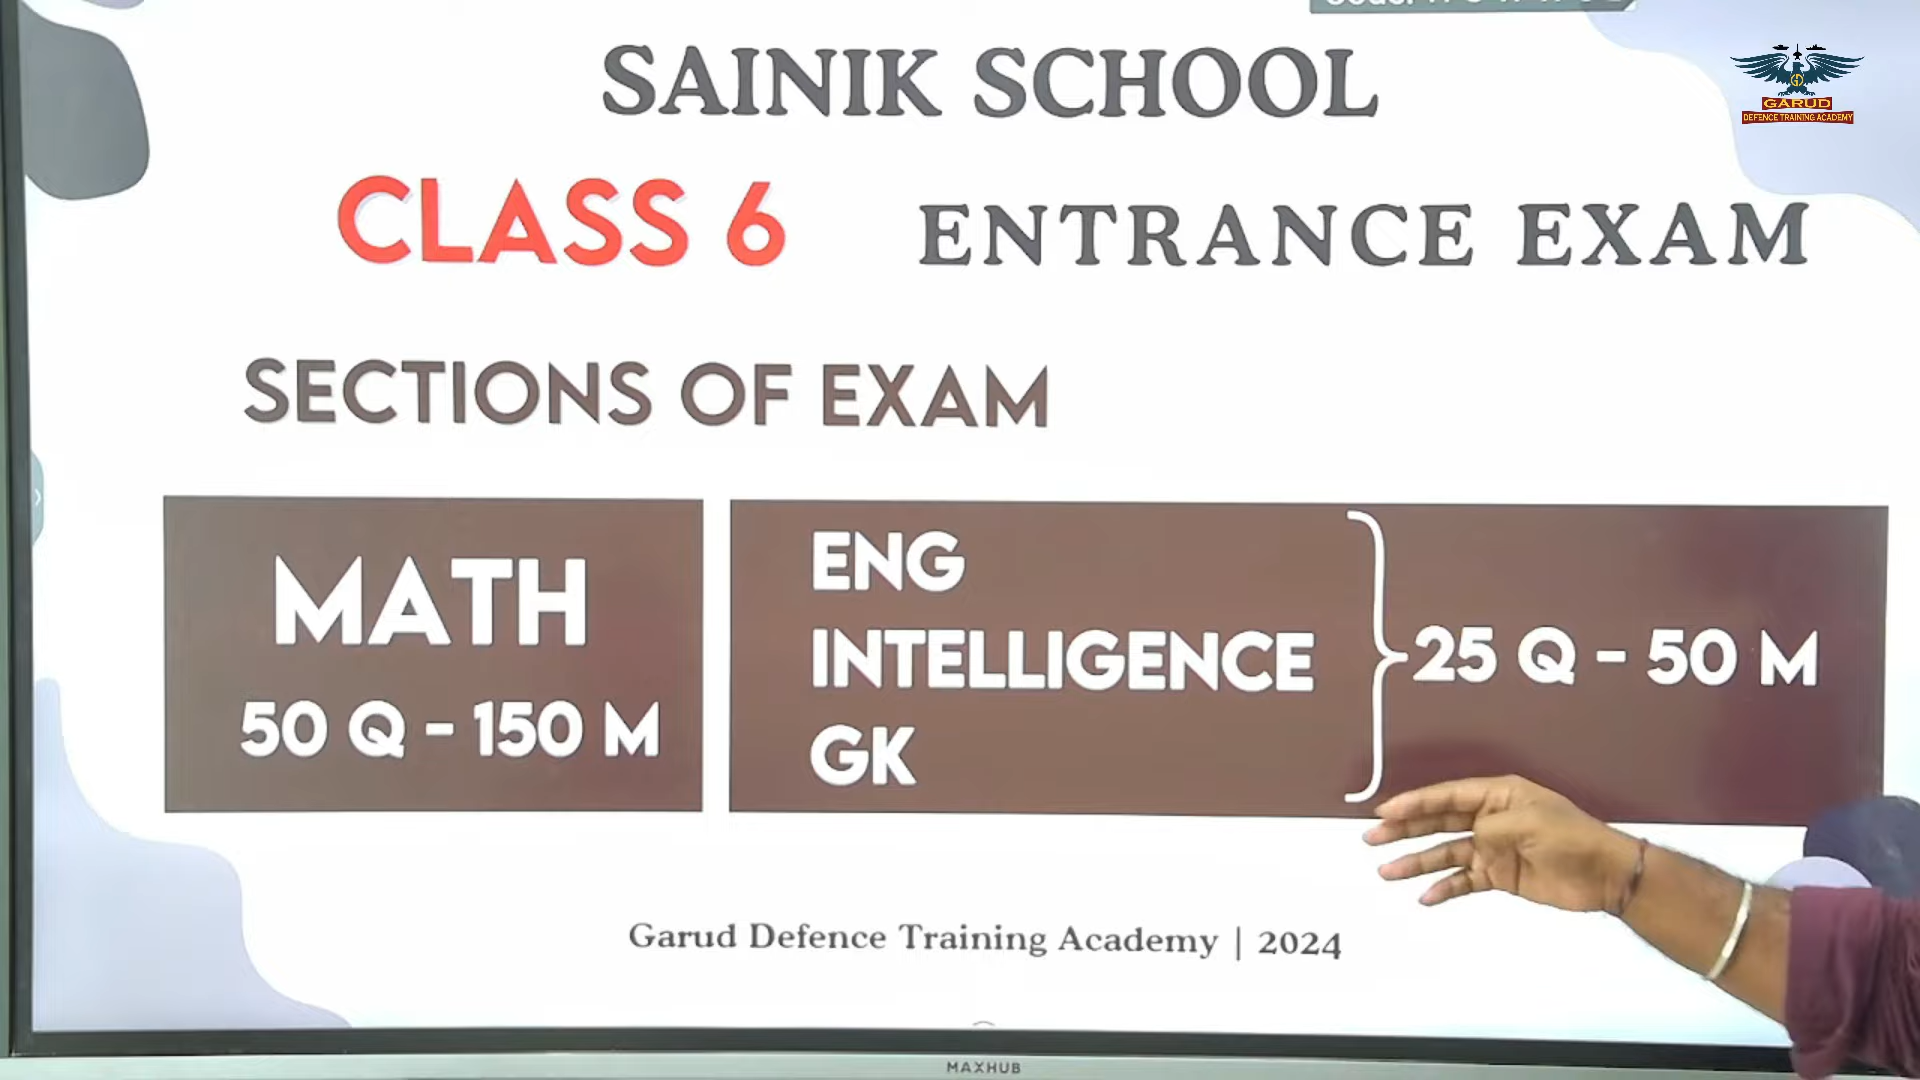 SAINIK SCHOOL
GARUD
DEFENCE TRAINING ACADEMY
CLASS 6 ENTRANCE EXAM
SECTIONS OF EXAM
MATH
50 Q - 150 M
ENG
INTELLIGENCE
GK
25 Q - 50 M
Garud Defence Training Academy | 2024
MAXHUB